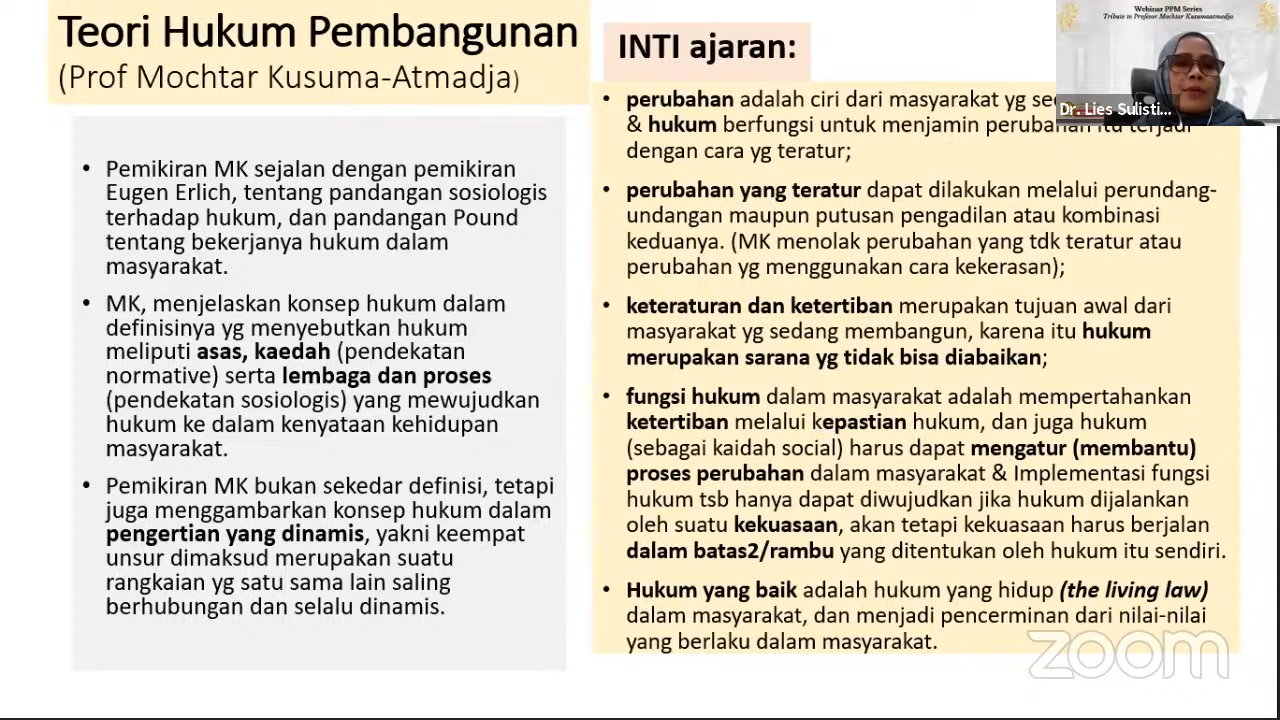 Teori Hukum Pembangunan
(Prof Mochtar Kusuma-Atmadja)
• Pemikiran MK sejalan dengan pemikiran
Eugen Erlich, tentang pandangan sosiologis
terhadap hukum, dan pandangan Pound
tentang bekerjanya hukum dalam
masyarakat.
• MK, menjelaskan konsep hukum dalam
definisinya yg menyebutkan hukum
meliputi asas, kaedah (pendekatan
normative) serta lembaga dan proses
(pendekatan sosiologis) yang mewujudkan
hukum ke dalam kenyataan kehidupan
masyarakat.
• Pemikiran MK bukan sekedar definisi, tetapi
juga menggambarkan konsep hukum dalam
pengertian yang dinamis, yakni keempat
unsur dimaksud merupakan suatu
rangkaian yg satu sama lain saling
berhubungan dan selalu dinamis.
INTI ajaran:
• perubahan adalah ciri dari masyarakat yg
& hukum berfungsi untuk menjamin perubahan itu terjadi
dengan cara yg teratur;
• perubahan yang teratur dapat dilakukan melalui perundang-
undangan maupun putusan pengadilan atau kombinasi
keduanya. (MK menolak perubahan yang tdk teratur atau
perubahan yg menggunakan cara kekerasan);
• keteraturan dan ketertiban merupakan tujuan awal dari
masyarakat yg sedang membangun, karena itu hukum
merupakan sarana yg tidak bisa diabaikan;
• fungsi hukum dalam masyarakat adalah mempertahankan
ketertiban melalui kepastian hukum, dan juga hukum
(sebagai kaidah social) harus dapat mengatur (membantu)
proses perubahan dalam masyarakat & Implementasi fungsi
hukum tsb hanya dapat diwujudkan jika hukum dijalankan
oleh suatu kekuasaan, akan tetapi kekuasaan harus berjalan
dalam batas2/rambu yang ditentukan oleh hukum itu sendiri.
• Hukum yang baik adalah hukum yang hidup (the living law)
dalam masyarakat, dan menjadi pencerminan dari nilai-nilai
yang berlaku dalam masyarakat.
Webinar PPM Series
Tribute to Profesor Mochtar Kusumaatmadja
Dr. Lies Sulisti...
zoom